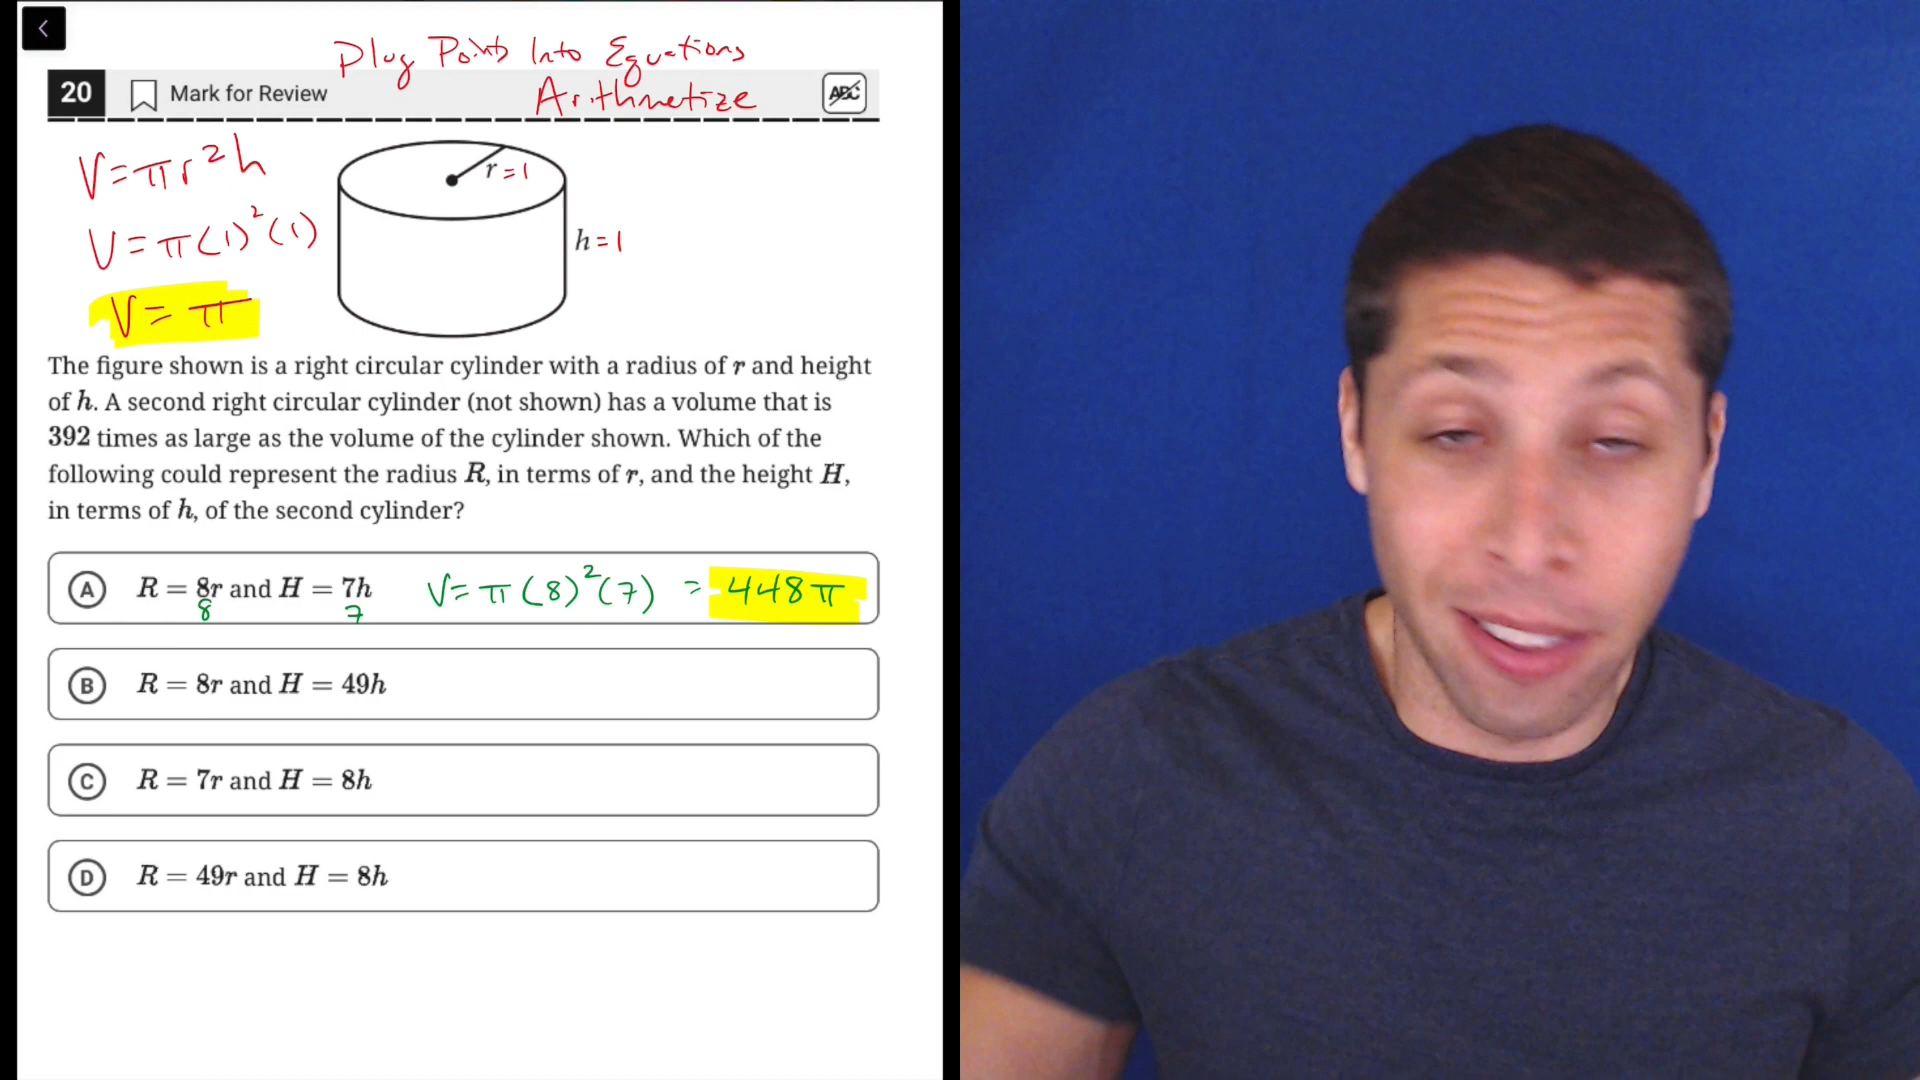 Plug Points Into Equations
20 Mark for Review Arithmetize ABC
V=πr²h
r=1
V=π(1)²(1)
h=1
V=π
The figure shown is a right circular cylinder with a radius of r and height
of h. A second right circular cylinder (not shown) has a volume that is
392 times as large as the volume of the cylinder shown. Which of the
following could represent the radius R, in terms of r, and the height H,
in terms of h, of the second cylinder?
A R = 8r and H = 7h V=π(8)²(7) = 448π
8 7
B R = 8r and H = 49h
C R = 7r and H = 8h
D R = 49r and H = 8h